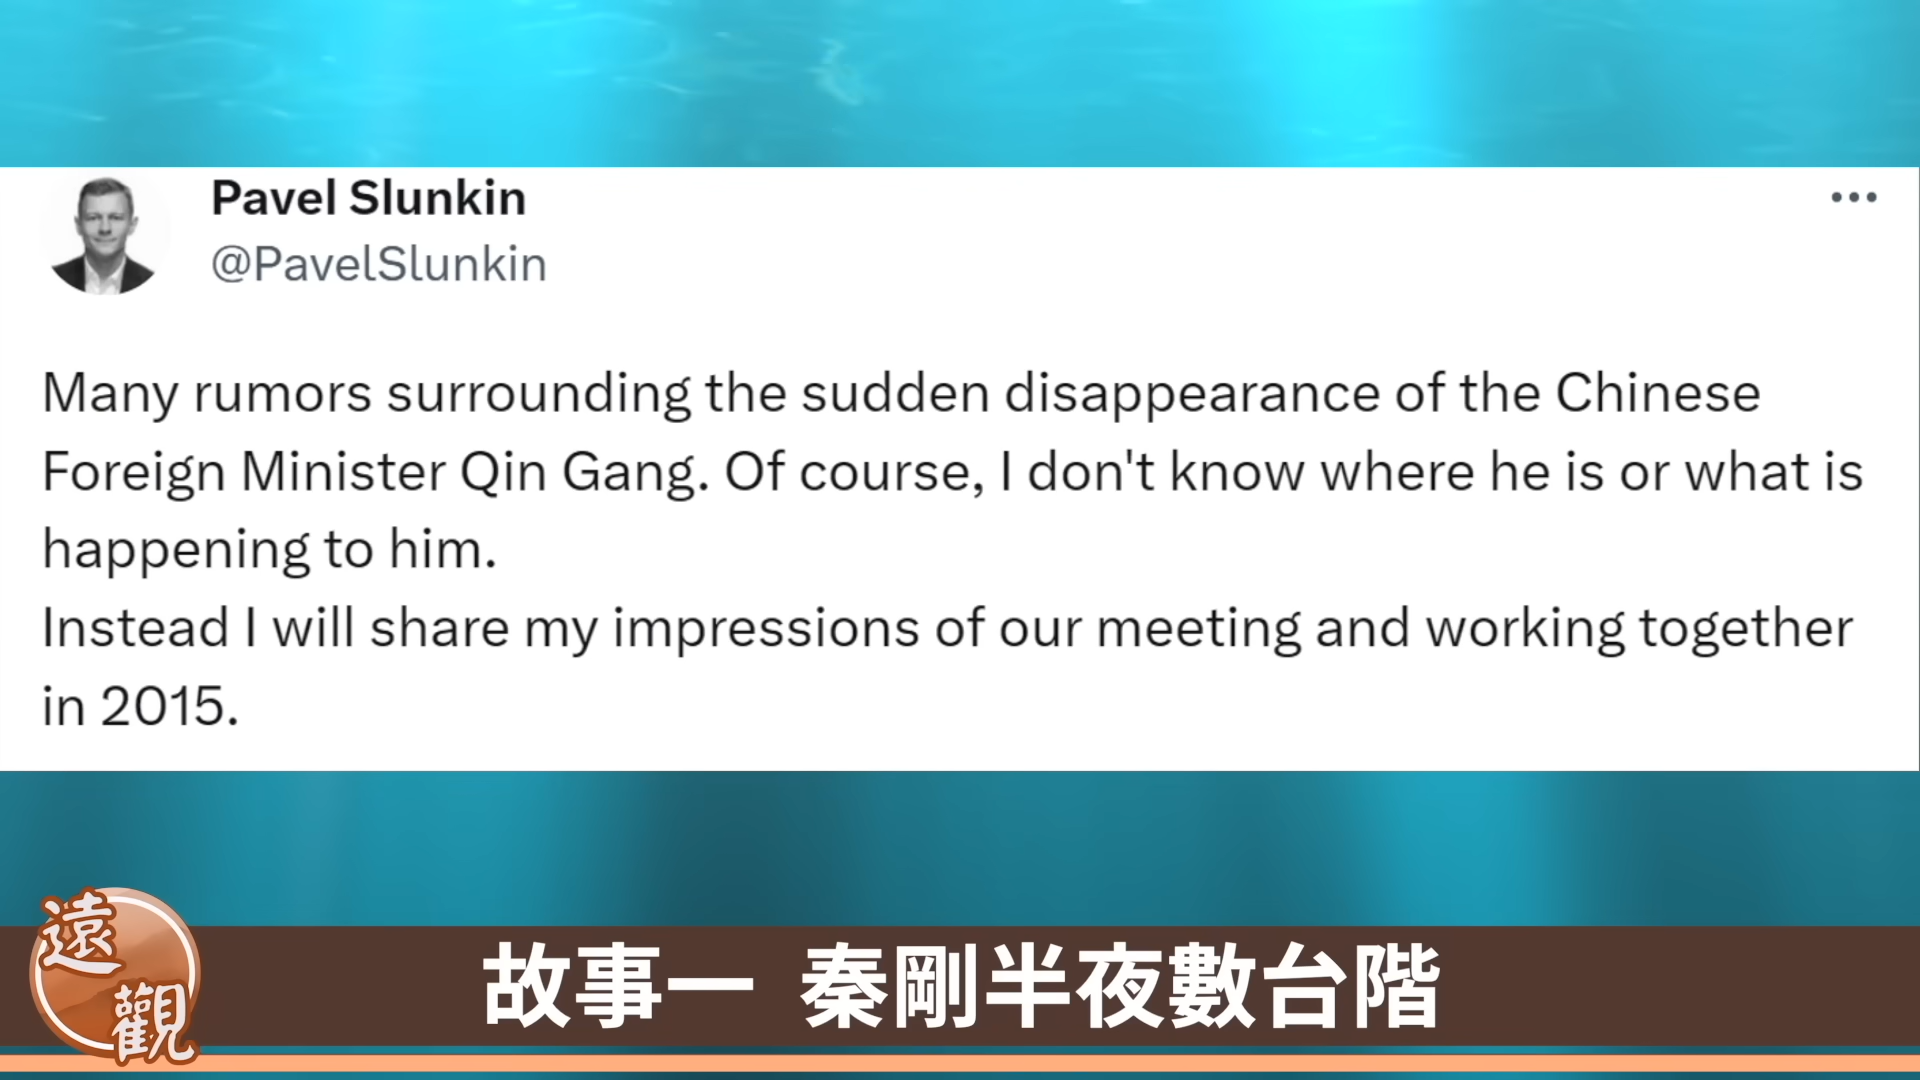 Pavel Slunkin
@PavelSlunkin
Many rumors surrounding the sudden disappearance of the Chinese
Foreign Minister Qin Gang. Of course, I don't know where he is or what is
happening to him.
Instead I will share my impressions of our meeting and working together
in 2015.
遠觀
故事一 秦剛半夜數台階